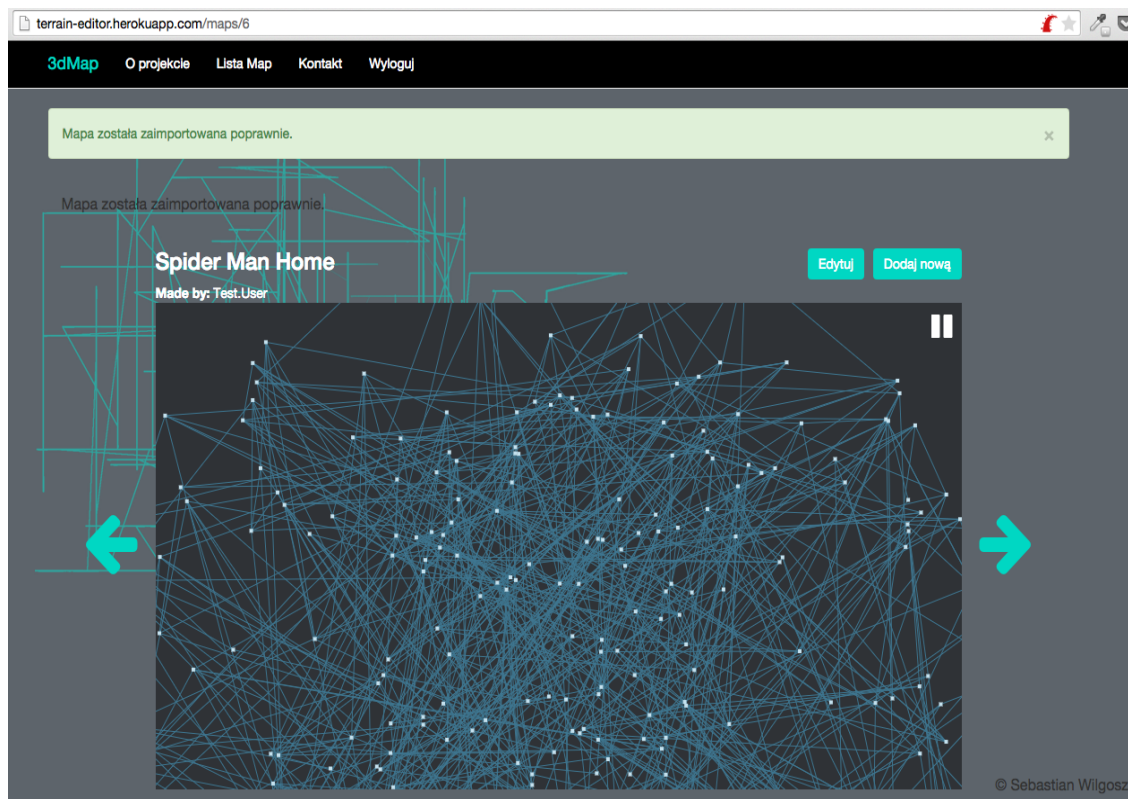 terrain-editor.herokuapp.com/maps/6
3dMap O projekcie Lista Map Kontakt Wyloguj
Mapa została zaimportowana poprawnie. ×
Mapa została zaimportowana poprawnie.
Spider Man Home
Edytuj Dodaj nową
Made by: Test.User
© Sebastian Wilgosz